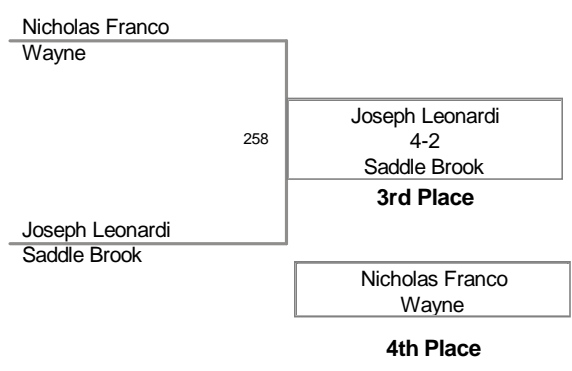 Nicholas Franco
Wayne
258
Joseph Leonardi
4-2
Saddle Brook
3rd Place
Joseph Leonardi
Saddle Brook
Nicholas Franco
Wayne
4th Place